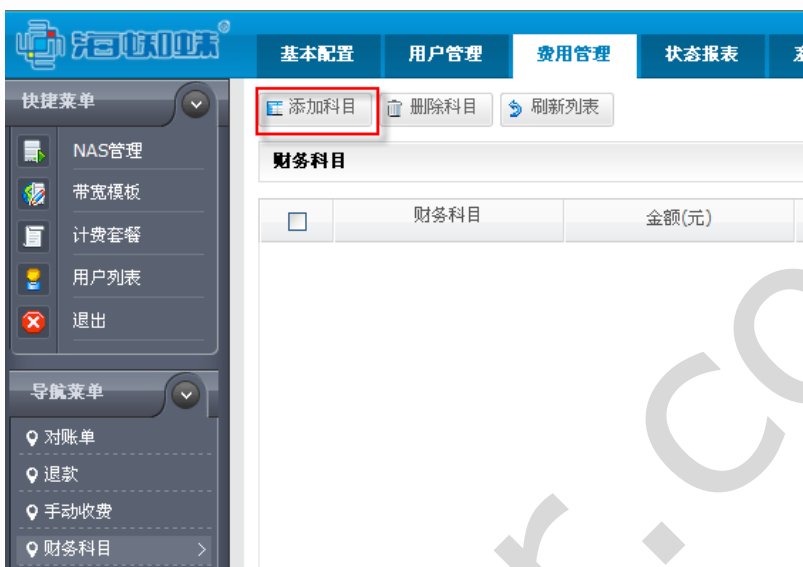 海蜘蛛®
基本配置 用户管理 费用管理 状态报表
快捷菜单
添加科目 删除科目 刷新列表
NAS管理
财务科目
带宽模板
财务科目 金额(元)
计费套餐
用户列表
退出
导航菜单
对账单
退款
手动收费
财务科目
r.co